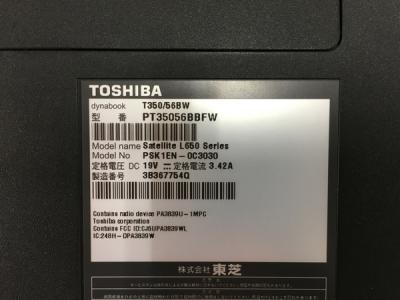 TOSHIBA
dynabook T350/56BW
型 番 PT35056BBFW
Model name Satellite L650 Series
Model No PSK1EN-0C3030
定格電圧 DC 19V 定格電流 3.42A
製造番号 3B367754Q
Contains radio device PA3839U-1MPC
Toshiba corporation
Contains FCC ID:CJ6UPA3839WL
IC:248H-DPA3839W
株式会社 東芝